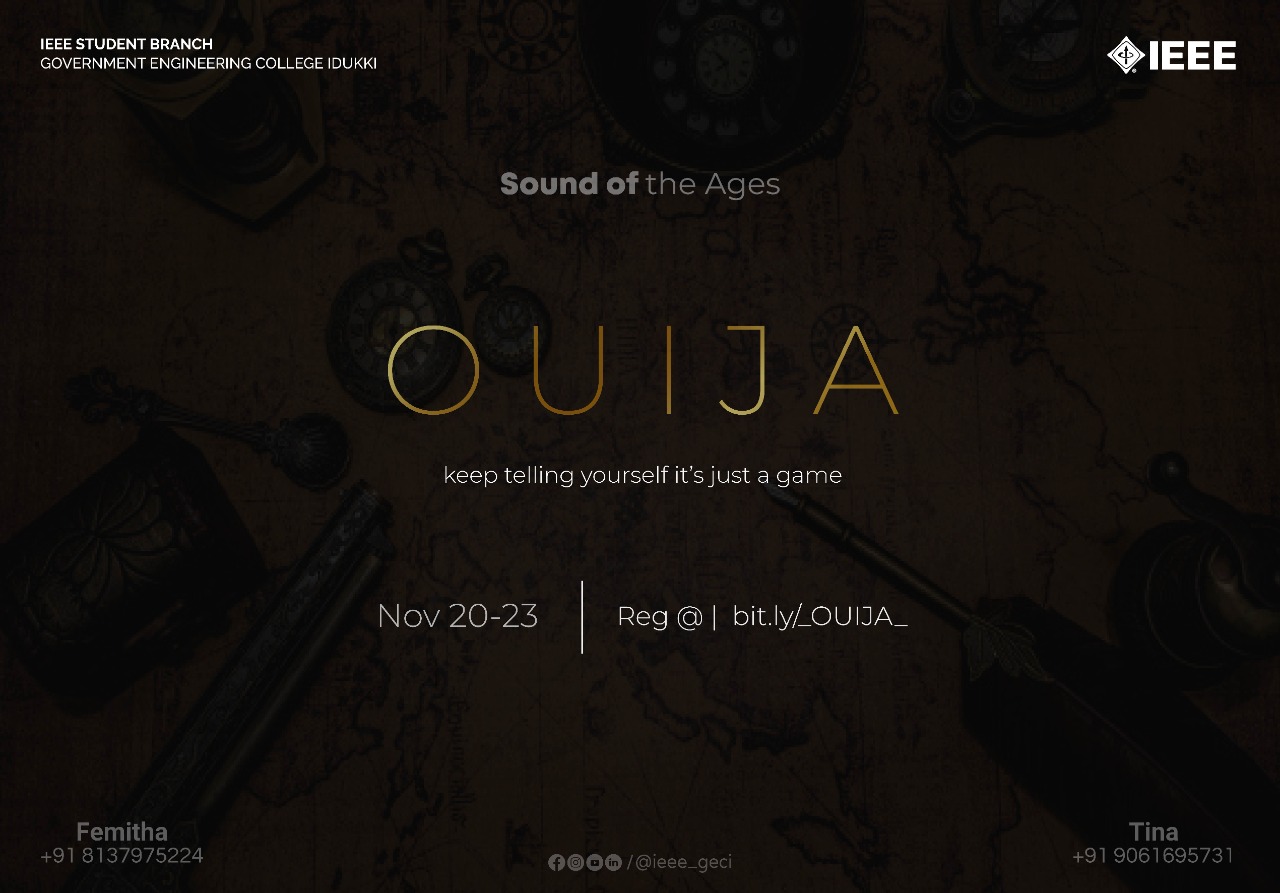 IEEE STUDENT BRANCH
GOVERNMENT ENGINEERING COLLEGE IDUKKI
IEEE
Sound of the Ages
OUIJA
keep telling yourself it's just a game
Nov 20-23 | Reg @ | bit.ly/_OUIJA_
Femitha
+91 8137975224
/@ieee_geci
Tina
+91 9061695731